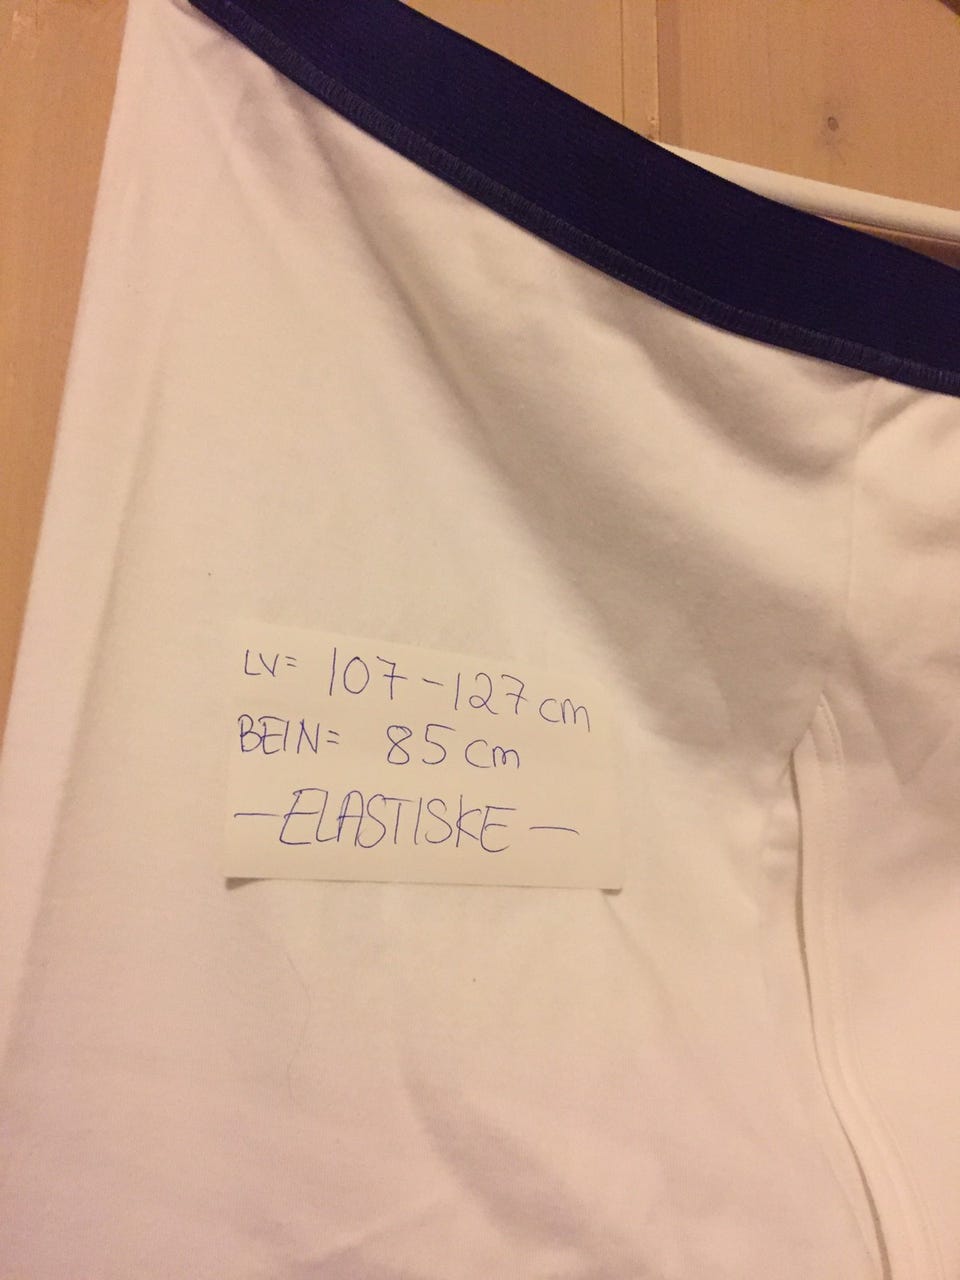 LV= 107-127 cm
BEIN= 85 cm
- ELASTISKE -